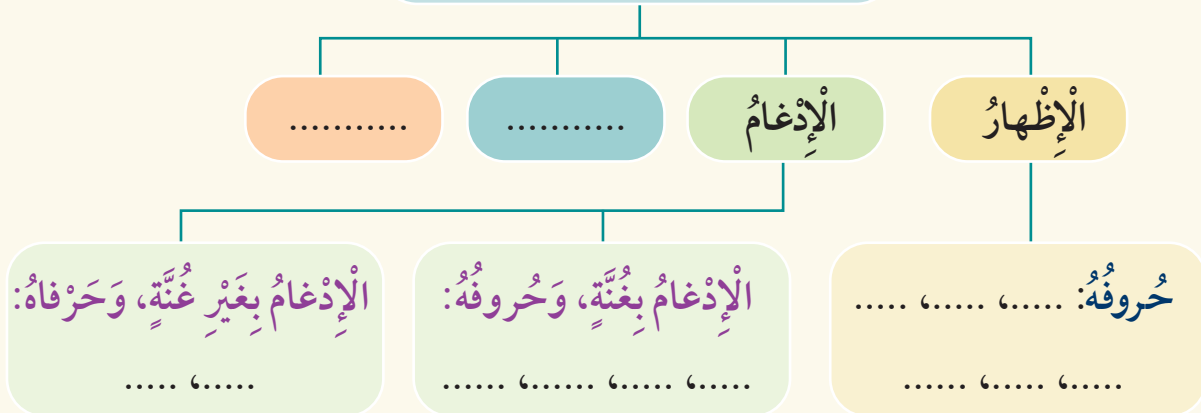 الْإِظْهارُ
الْإِدْغامُ
...........
...........
حُروفُهُ: .....، .....، .....
.....، .....، ......
الْإِدْغامُ بِغُنَّةٍ، وَحُروفُهُ:
.....، .....، ......، ......
الْإِدْغامُ بِغَيْرِ غُنَّةٍ، وَحَرْفاهُ:
.....، .....